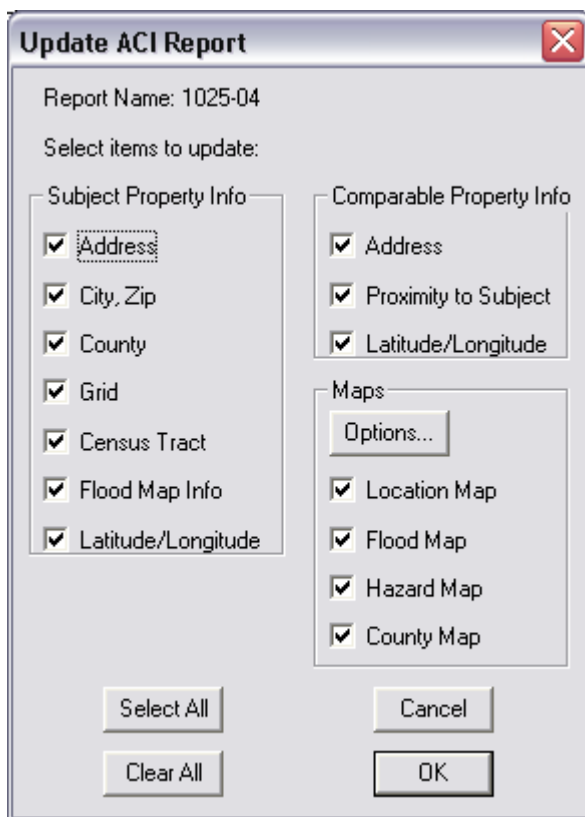 Update ACI Report
Report Name: 1025-04
Select items to update:
Subject Property Info
Address
City, Zip
County
Grid
Census Tract
Flood Map Info
Latitude/Longitude
Comparable Property Info
Address
Proximity to Subject
Latitude/Longitude
Maps
Options...
Location Map
Flood Map
Hazard Map
County Map
Select All
Cancel
Clear All
OK